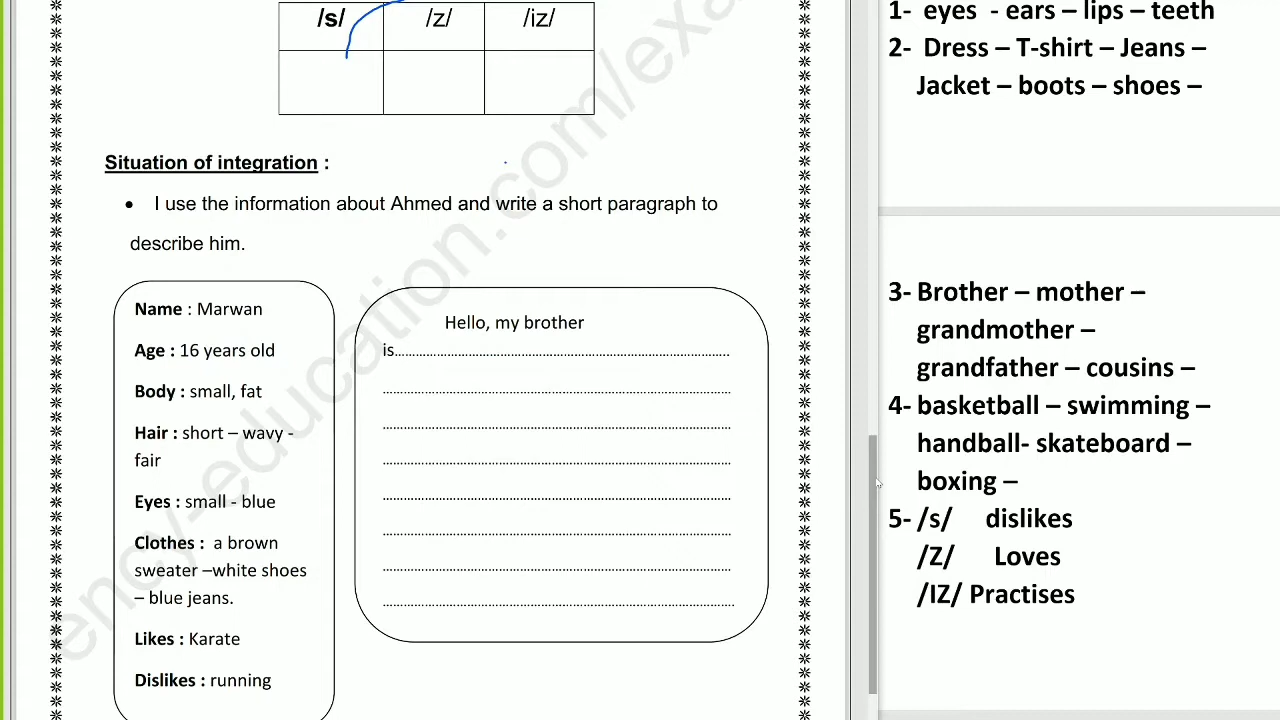 /s/ /z/ /iz/
Situation of integration :
• I use the information about Ahmed and write a short paragraph to
describe him.
Name : Marwan
Age : 16 years old
Body : small, fat
Hair : short – wavy -
fair
Eyes : small - blue
Clothes : a brown
sweater –white shoes
– blue jeans.
Likes : Karate
Dislikes : running
Hello, my brother
is......................................................................................
ency-education.com/exa
1- eyes - ears – lips – teeth
2- Dress – T-shirt – Jeans –
Jacket – boots – shoes –
3- Brother – mother –
grandmother –
grandfather – cousins –
4- basketball – swimming –
handball- skateboard –
boxing –
5- /s/ dislikes
/Z/ Loves
/IZ/ Practises